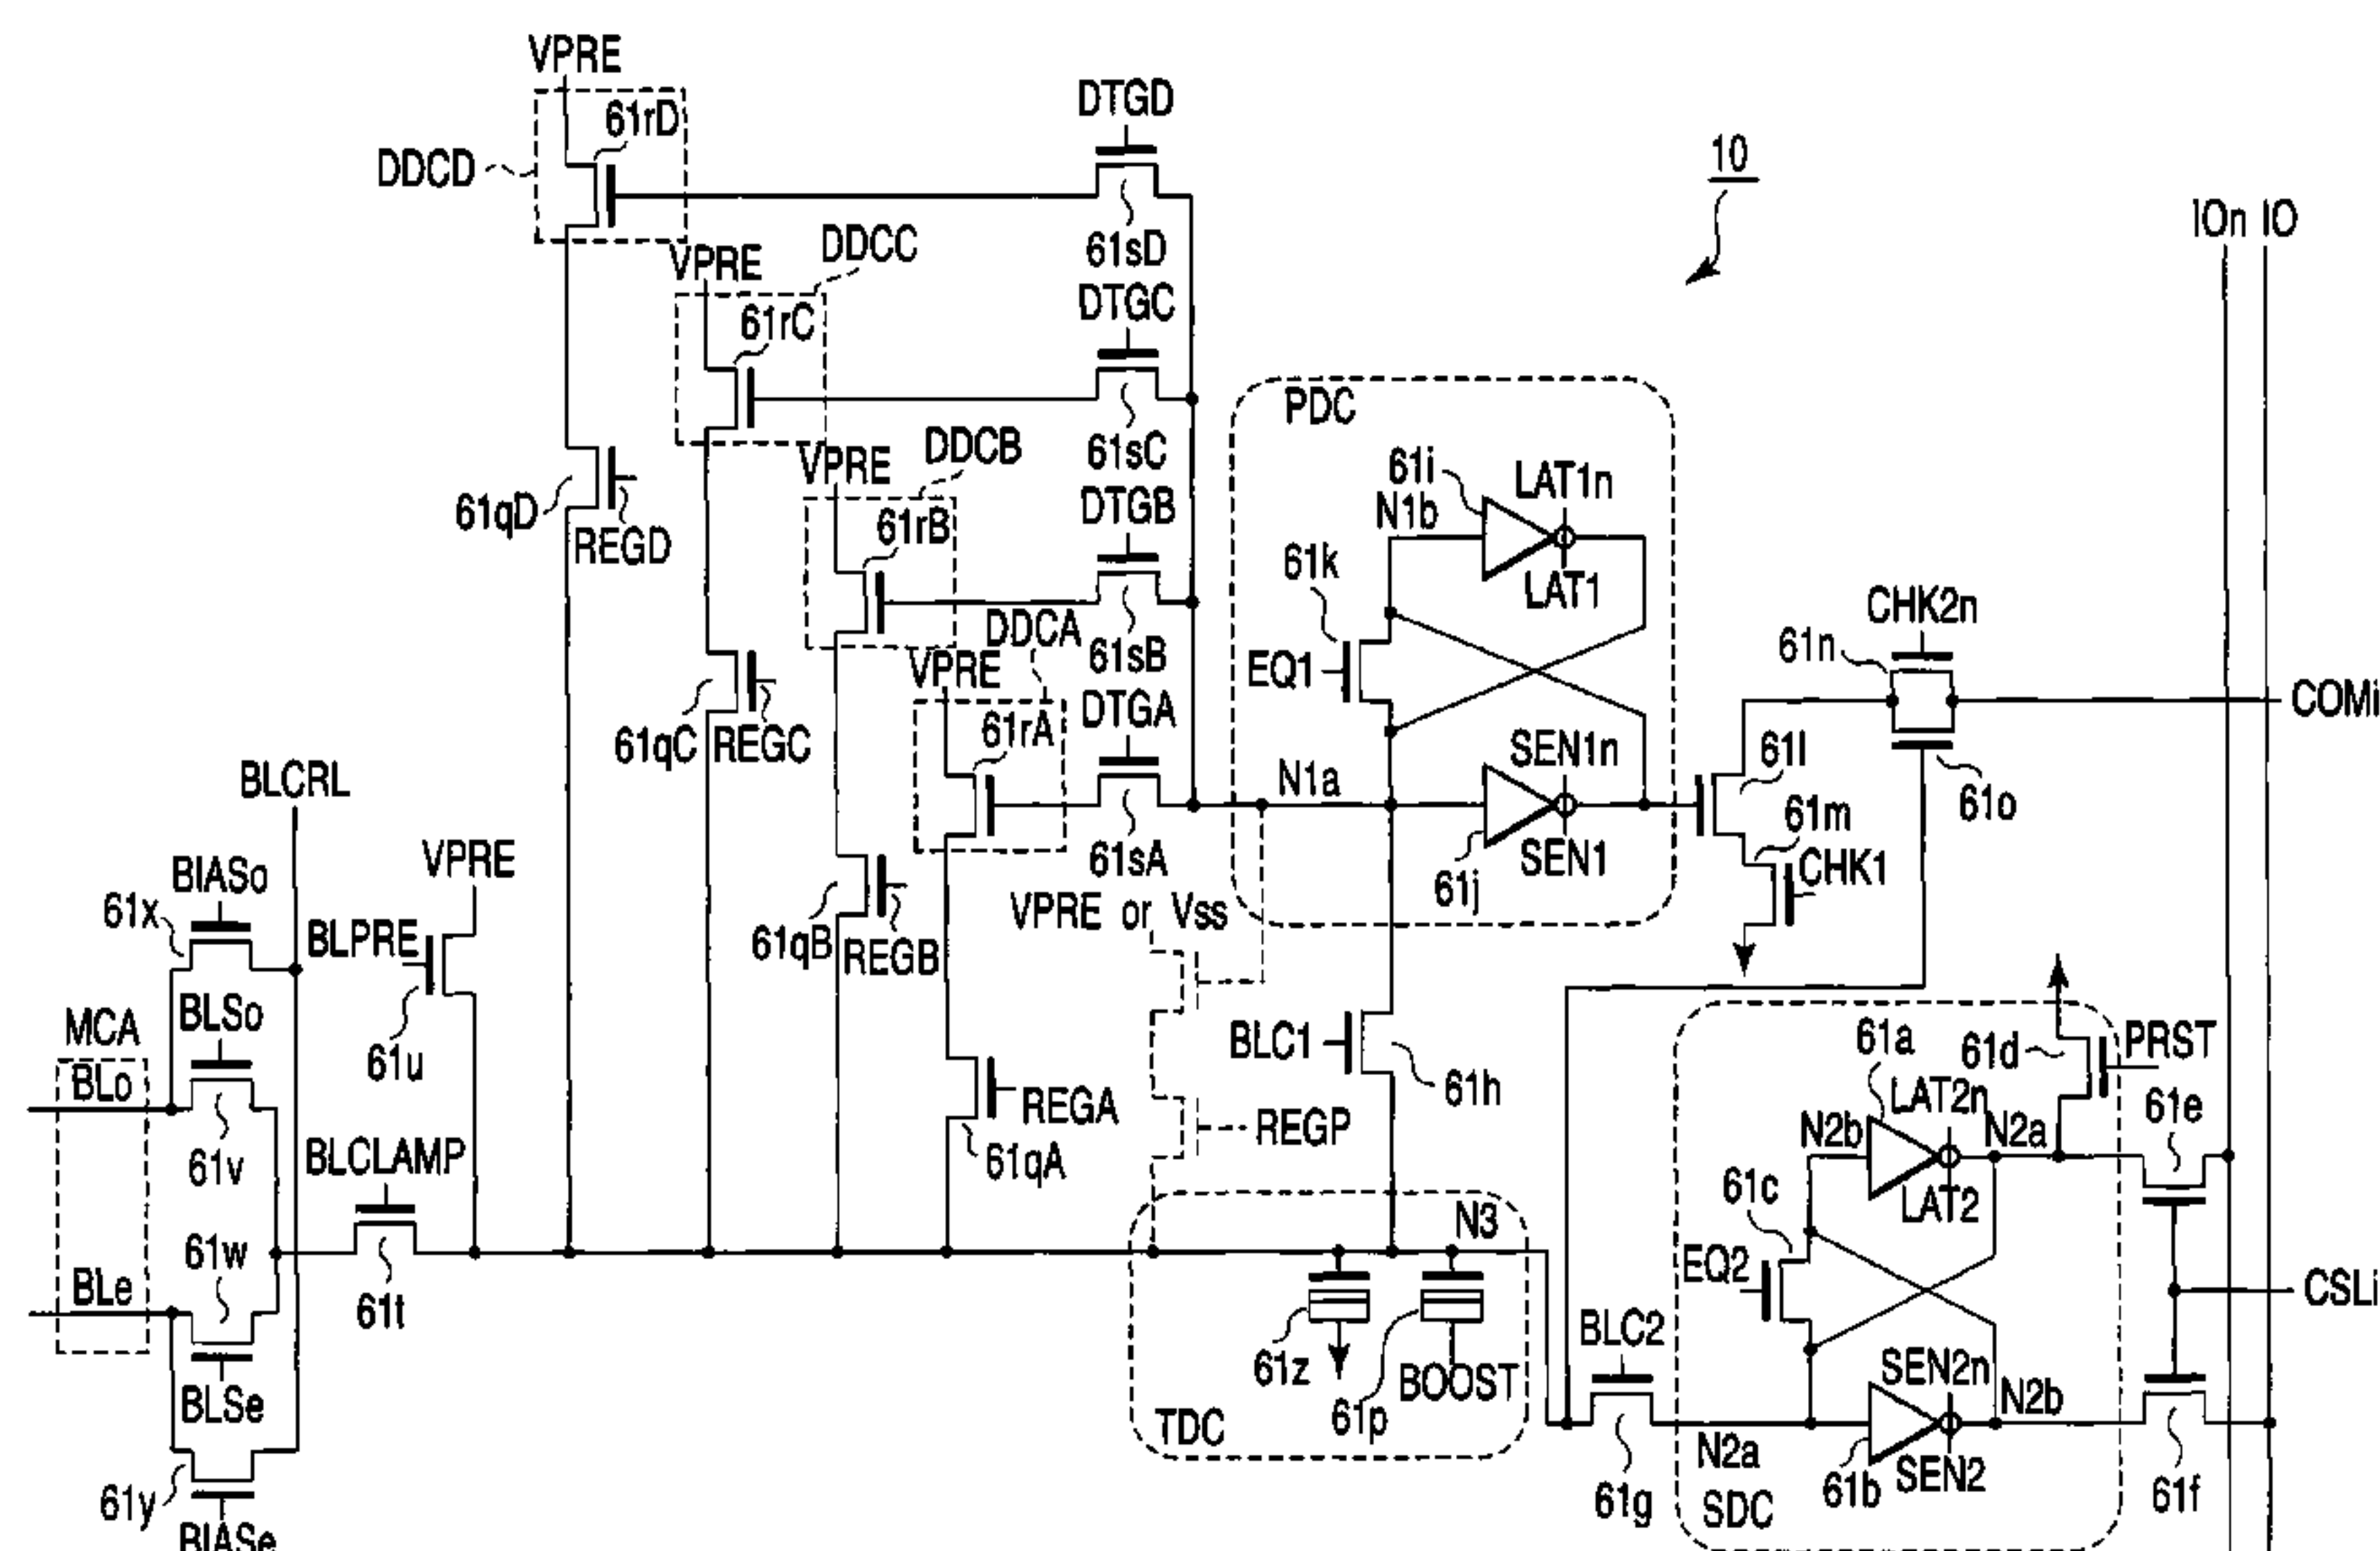 VPRE
61rD
DTGD
DDCD
10
IOn IO
DDCC
61sD
VPRE
61rC
DTGC
PDC
DDCB
61sC
VPRE
61i
LAT1n
61qD
DTGB
N1b
61rB
REGD
61k
LAT1
CHK2n
DDCA
61sB
61n
VPRE
EQ1
COMi
DTGA
61qC
REGC
61rA
SEN1n
61l
BLCRL
N1a
61o
61m
VPRE
61sA
SEN1
CHK1
BIASo
61j
61x
VPRE or Vss
BLPRE
61qB
REGB
MCA
BLSo
BLC1
61a
61d
PRST
61u
BLo
61h
LAT2n
61e
REGA
REGP
N2b
N2a
BLCLAMP
61v
61qA
61c
LAT2
N3
61w
EQ2
BLe
CSLi
61t
BLC2
61z
BOOST
SEN2n
BLSe
N2b
61p
TDC
N2a
61y
61g
61b
SEN2
61f
SDC
BIASe